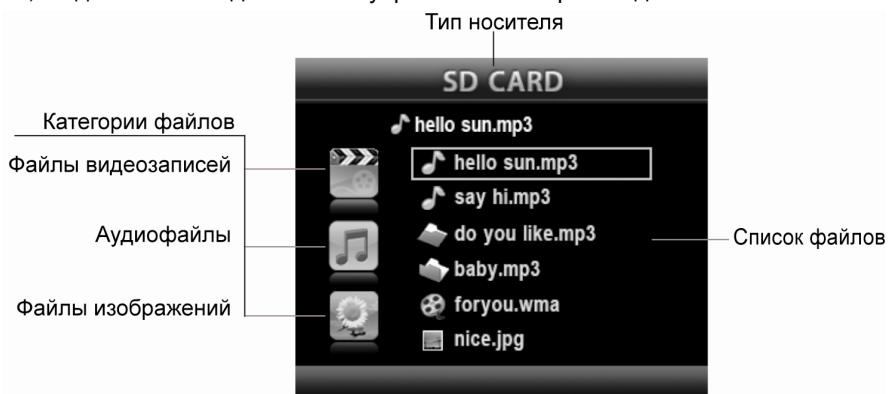 Тип носителя
SD CARD
hello sun.mp3
Категории файлов
Файлы видеозаписей
Аудиофайлы
Файлы изображений
hello sun.mp3
say hi.mp3
do you like.mp3
baby.mp3
foryou.wma
nice.jpg
Список файлов